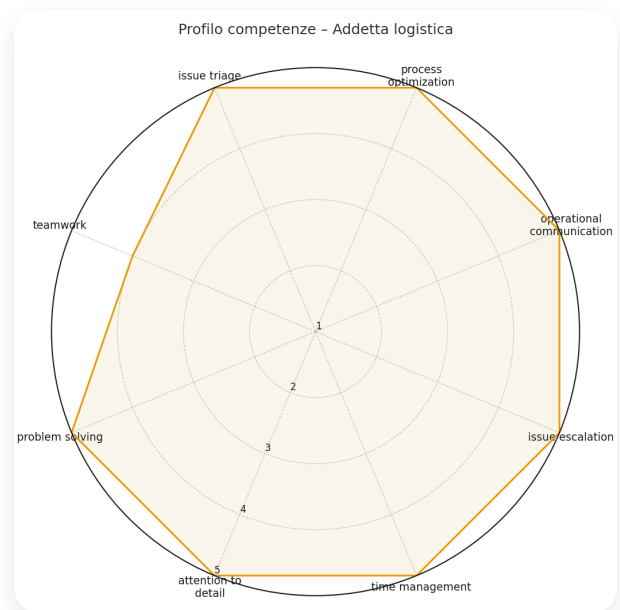 Profilo competenze – Addetta logistica
issue triage
process
optimization
teamwork
operational
communication
1
2
problem solving
issue escalation
3
4
5
attention to
detail
time management